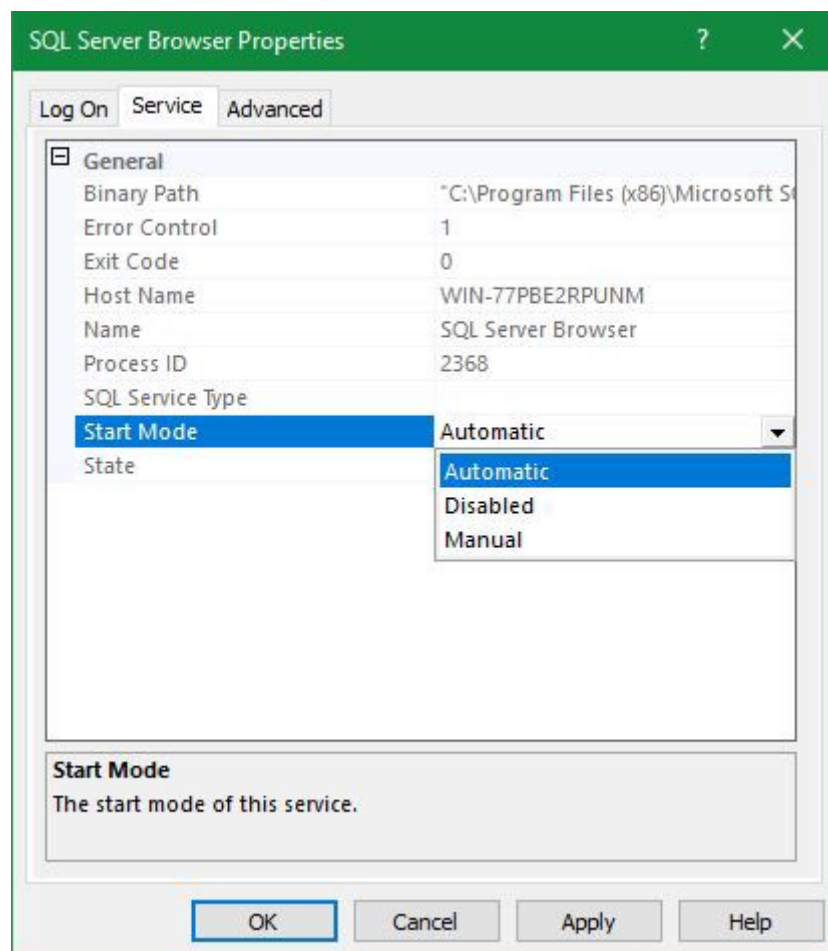 SQL Server Browser Properties ? ×
Log On Service Advanced
General
Binary Path "C:\Program Files (x86)\Microsoft
Error Control 1
Exit Code 0
Host Name WIN-77PBE2RPUNM
Name SQL Server Browser
Process ID 2368
SQL Service Type
Start Mode Automatic
State Automatic
Disabled
Manual
Start Mode
The start mode of this service.
OK Cancel Apply Help